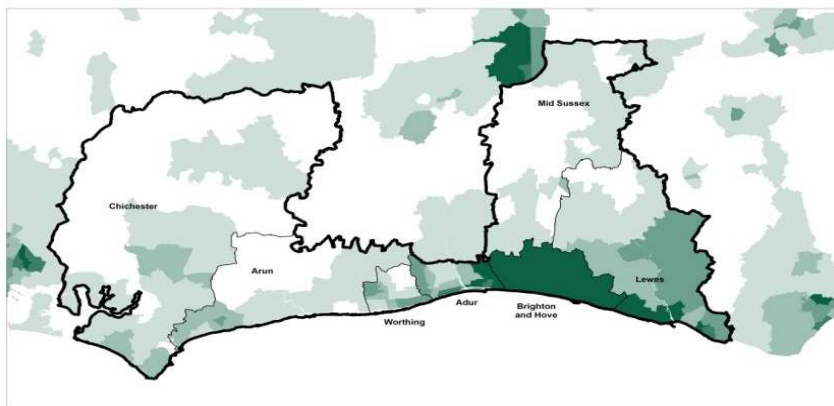 Mid Sussex
Chichester
Arun
Lewes
Adur
Brighton
and Hove
Worthing